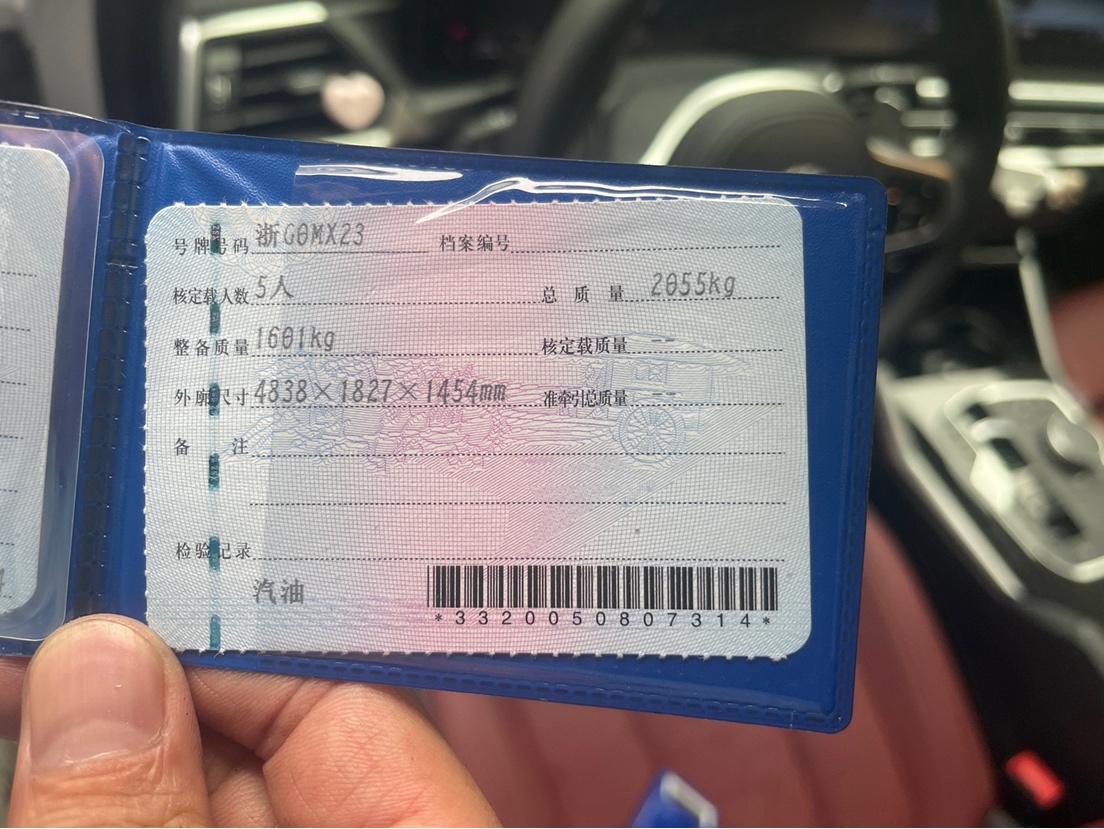 号牌号码 浙G0MX23 档案编号
核定载人数 5人 总质量 2055kg
整备质量 1601kg 核定载质量 --
外廓尺寸 4838×1827×1454mm 准牵引总质量 --
备注
检验记录
汽油
*3320050807314*